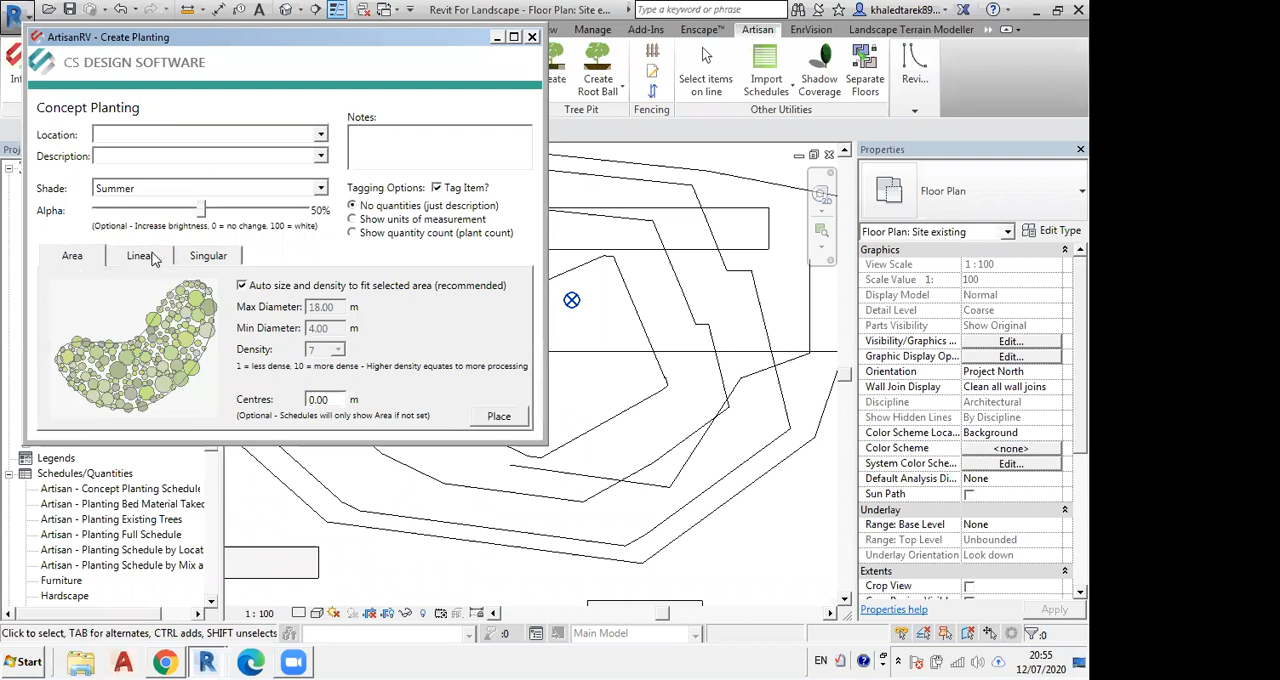 Revit For Landscape - Floor Plan: Site e...
Type a keyword or phrase
khaledtarek89...
ArtisanRV - Create Planting
Manage Add-Ins Enscape™ Artisan EnrVision Landscape Terrain Modeller
CS DESIGN SOFTWARE
Create Root Ball
Select items on line
Import Schedules
Shadow Coverage
Separate Floors
Revi...
Tree Pit Fencing Other Utilities
Concept Planting
Location:
Description:
Notes:
Shade: Summer
Tagging Options: Tag Item?
Alpha: 50%
No quantities (just description)
(Optional - Increase brightness, 0 = no change, 100 = white)
Show units of measurement
Show quantity count (plant count)
Area Linear Singular
Auto size and density to fit selected area (recommended)
Max Diameter: 18.00 m
Min Diameter: 4.00 m
Density: 7
1 = less dense, 10 = more dense - Higher density equates to more processing
Centres: 0.00 m
(Optional - Schedules will only show Area if not set)
Place
2D
Properties
Floor Plan
Floor Plan: Site existing Edit Type
Graphics
View Scale 1 : 100
Scale Value 1: 100
Display Model Normal
Detail Level Coarse
Parts Visibility Show Original
Visibility/Graphics ... Edit...
Graphic Display Op... Edit...
Orientation Project North
Wall Join Display Clean all wall joins
Discipline Architectural
Show Hidden Lines By Discipline
Color Scheme Loca... Background
Color Scheme <none>
System Color Sche... Edit...
Default Analysis Di... None
Sun Path
Underlay
Range: Base Level None
Range: Top Level Unbounded
Underlay Orientation Look down
Extents
Crop View
Properties help Apply
Legends
Schedules/Quantities
Artisan - Concept Planting Schedule
Artisan - Planting Bed Material Takeo
Artisan - Planting Existing Trees
Artisan - Planting Full Schedule
Artisan - Planting Schedule by Locat
Artisan - Planting Schedule by Mix a
Furniture
Hardscape
1 : 100
Click to select, TAB for alternates, CTRL adds, SHIFT unselects :0 Main Model :0
Start EN 20:55
12/07/2020